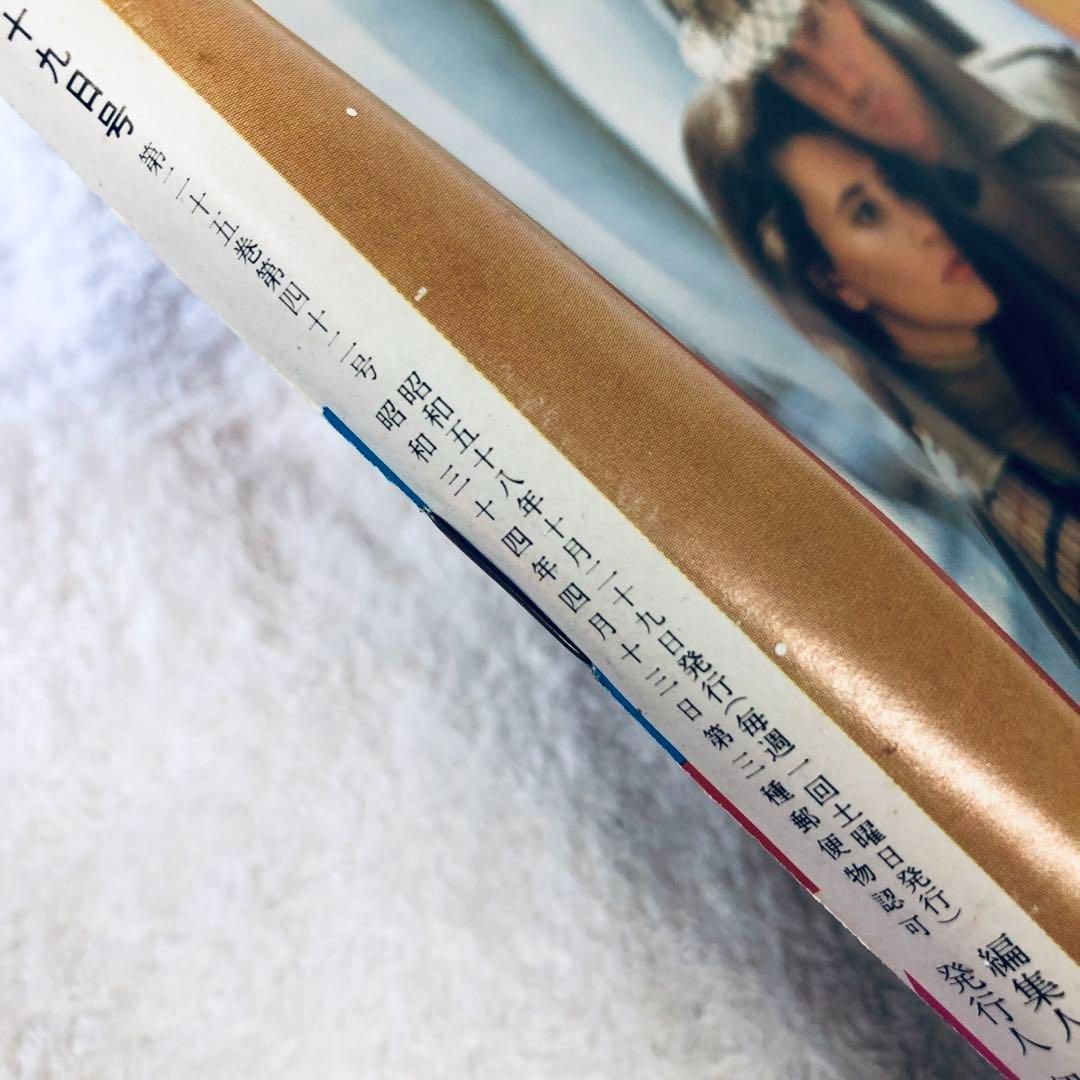 十九日号
第二十五巻第四十二号
昭和五十八年十月二十九日発行(毎週一回土曜日発行)
昭和三十四年四月十三日第三種郵便物認可
編集人
発行人